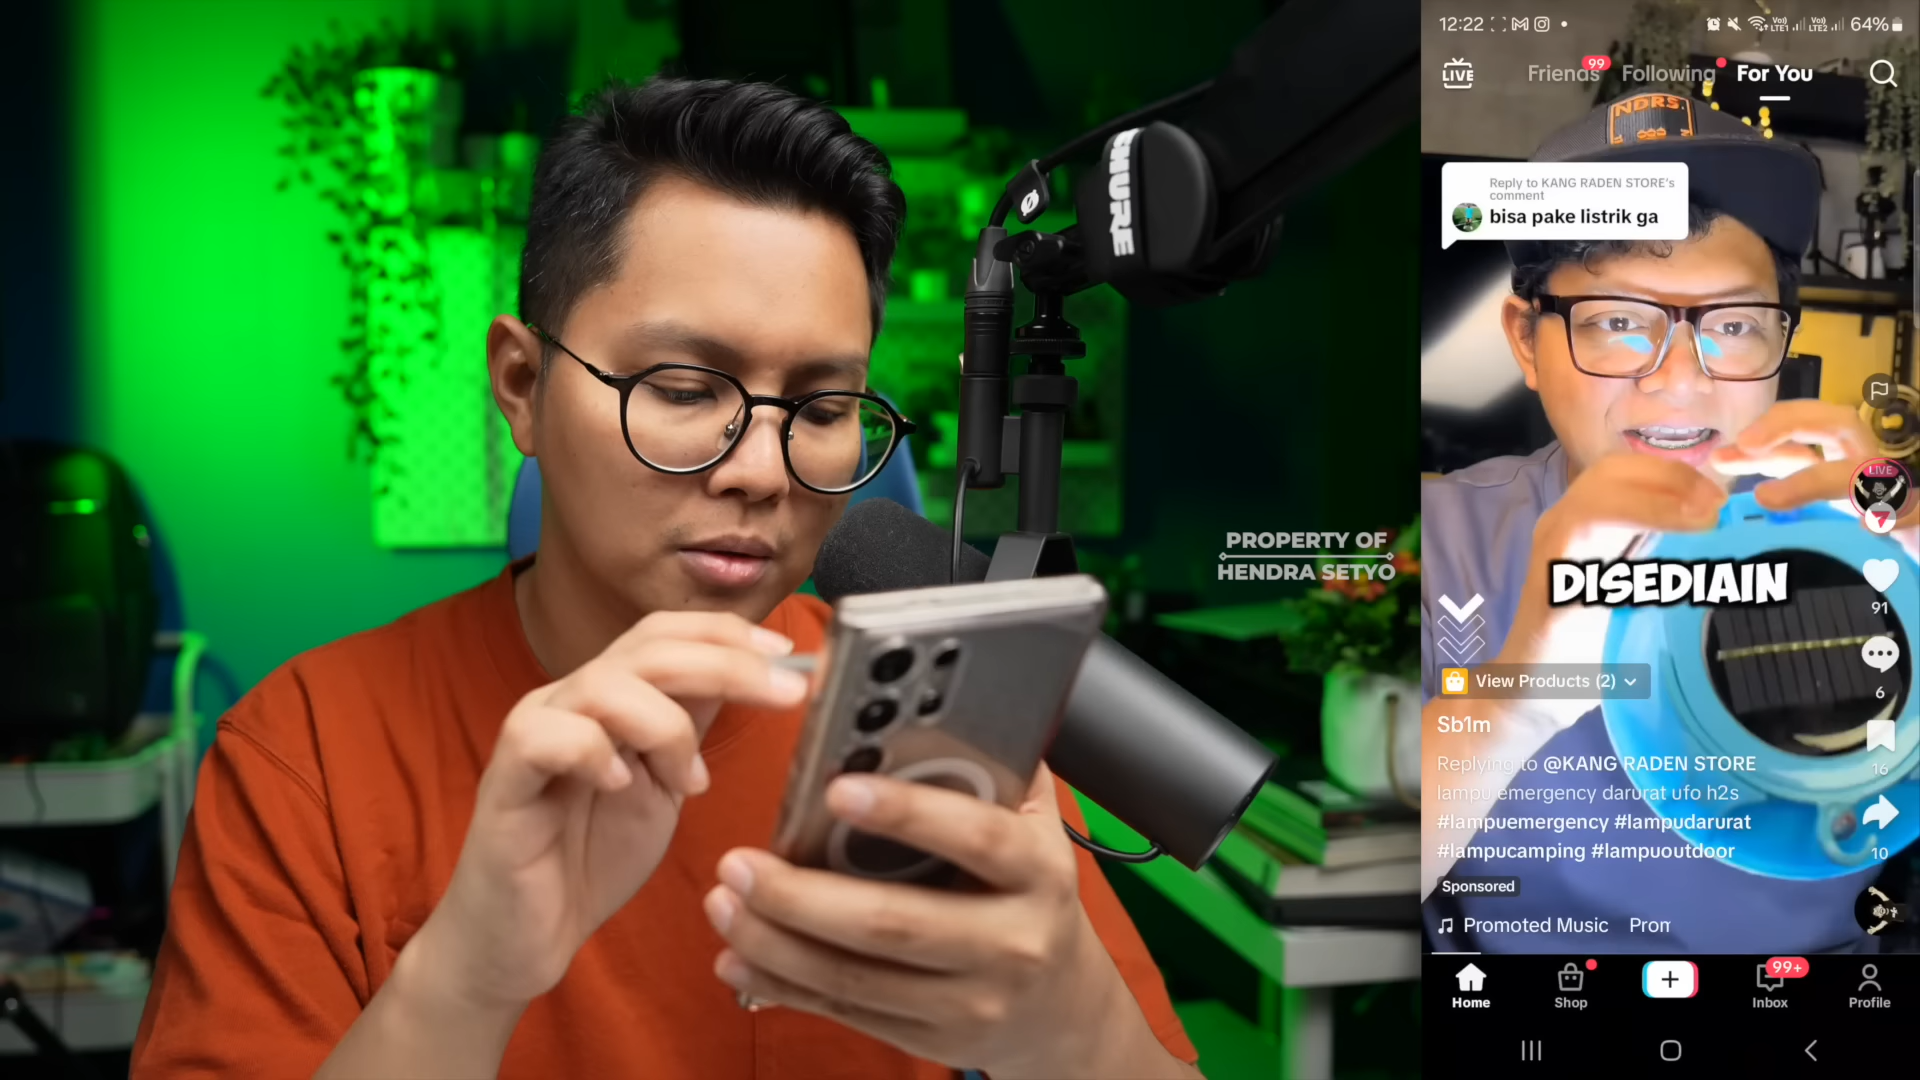 SHURE
PROPERTY OF
HENDRA SETYO
12:22
64%
LIVE
Friends
99
Following
For You
NDRS.
Reply to KANG RADEN STORE's
comment
bisa pake listrik ga
LIVE
DISEDIAIN
91
View Products (2)
6
Sb1m
Replying to @KANG RADEN STORE
16
lampu emergency darurat ufo h2s
#lampuemergency #lampudarurat
#lampucamping #lampuoutdoor
10
Sponsored
Promoted Music
Home
Shop
99+
Inbox
Profile